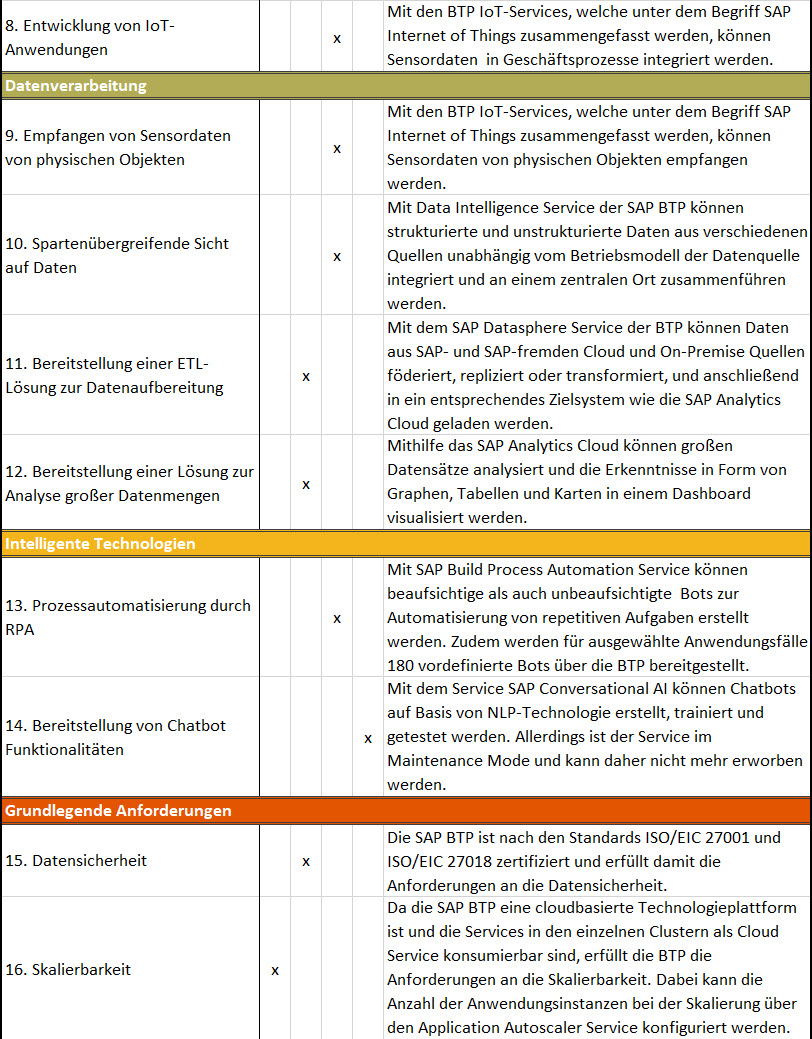 8. Entwicklung von IoT-
Anwendungen
x
Mit den BTP IoT-Services, welche unter dem Begriff SAP
Internet of Things zusammengefasst werden, können
Sensordaten  in Geschäftsprozesse integriert werden.
Datenverarbeitung
9. Empfangen von Sensordaten
von physischen Objekten
x
Mit den BTP IoT-Services, welche unter dem Begriff SAP
Internet of Things zusammengefasst werden, können
Sensordaten von physischen Objekten empfangen
werden.
10. Spartenübergreifende Sicht
auf Daten
x
Mit Data Intelligence Service der SAP BTP können
strukturierte und unstrukturierte Daten aus verschiedenen
Quellen unabhängig vom Betriebsmodell der Datenquelle
integriert und an einem zentralen Ort zusammenführen
werden.
11. Bereitstellung einer ETL-
Lösung zur Datenaufbereitung
x
Mit dem SAP Datasphere Service der BTP können Daten
aus SAP- und SAP-fremden Cloud und On-Premise Quellen
föderiert, repliziert oder transformiert, und anschließend
in ein entsprechendes Zielsystem wie die SAP Analytics
Cloud geladen werden.
12. Bereitstellung einer Lösung zur
Analyse großer Datenmengen
x
Mithilfe das SAP Analytics Cloud können großen
Datensätze analysiert und die Erkenntnisse in Form von
Graphen, Tabellen und Karten in einem Dashboard
visualisiert werden.
Intelligente Technologien
13. Prozessautomatisierung durch
RPA
x
Mit SAP Build Process Automation Service können
beaufsichtige als auch unbeaufsichtigte  Bots zur
Automatisierung von repetitiven Aufgaben erstellt
werden. Zudem werden für ausgewählte Anwendungsfälle
180 vordefinierte Bots über die BTP bereitgestellt.
14. Bereitstellung von Chatbot
Funktionalitäten
x
Mit dem Service SAP Conversational AI können Chatbots
auf Basis von NLP-Technologie erstellt, trainiert und
getestet werden. Allerdings ist der Service im
Maintenance Mode und kann daher nicht mehr erworben
werden.
Grundlegende Anforderungen
15. Datensicherheit
x
Die SAP BTP ist nach den Standards ISO/EIC 27001 und
ISO/EIC 27018 zertifiziert und erfüllt damit die
Anforderungen an die Datensicherheit.
16. Skalierbarkeit
x
Da die SAP BTP eine cloudbasierte Technologieplattform
ist und die Services in den einzelnen Clustern als Cloud
Service konsumierbar sind, erfüllt die BTP die
Anforderungen an die Skalierbarkeit. Dabei kann die
Anzahl der Anwendungsinstanzen bei der Skalierung über
den Application Autoscaler Service konfiguriert werden.